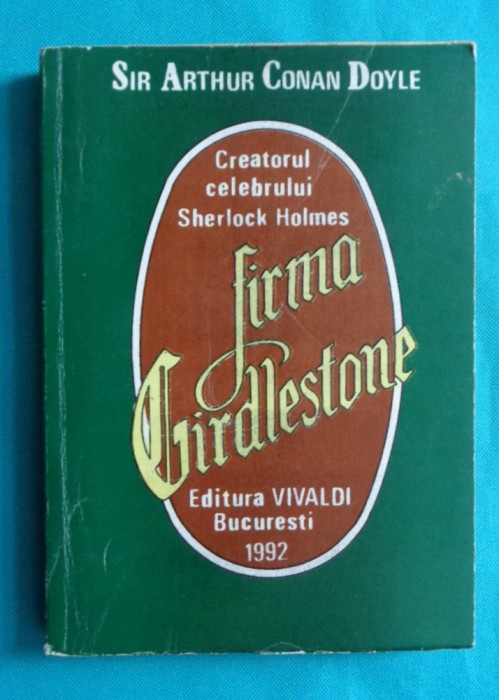 SIR ARTHUR CONAN DOYLE
Creatorul
celebrului
Sherlock Holmes
firma
Girdlestone
Editura VIVALDI
Bucuresti
1992